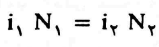 i₁ N₁ = i₂ N₂